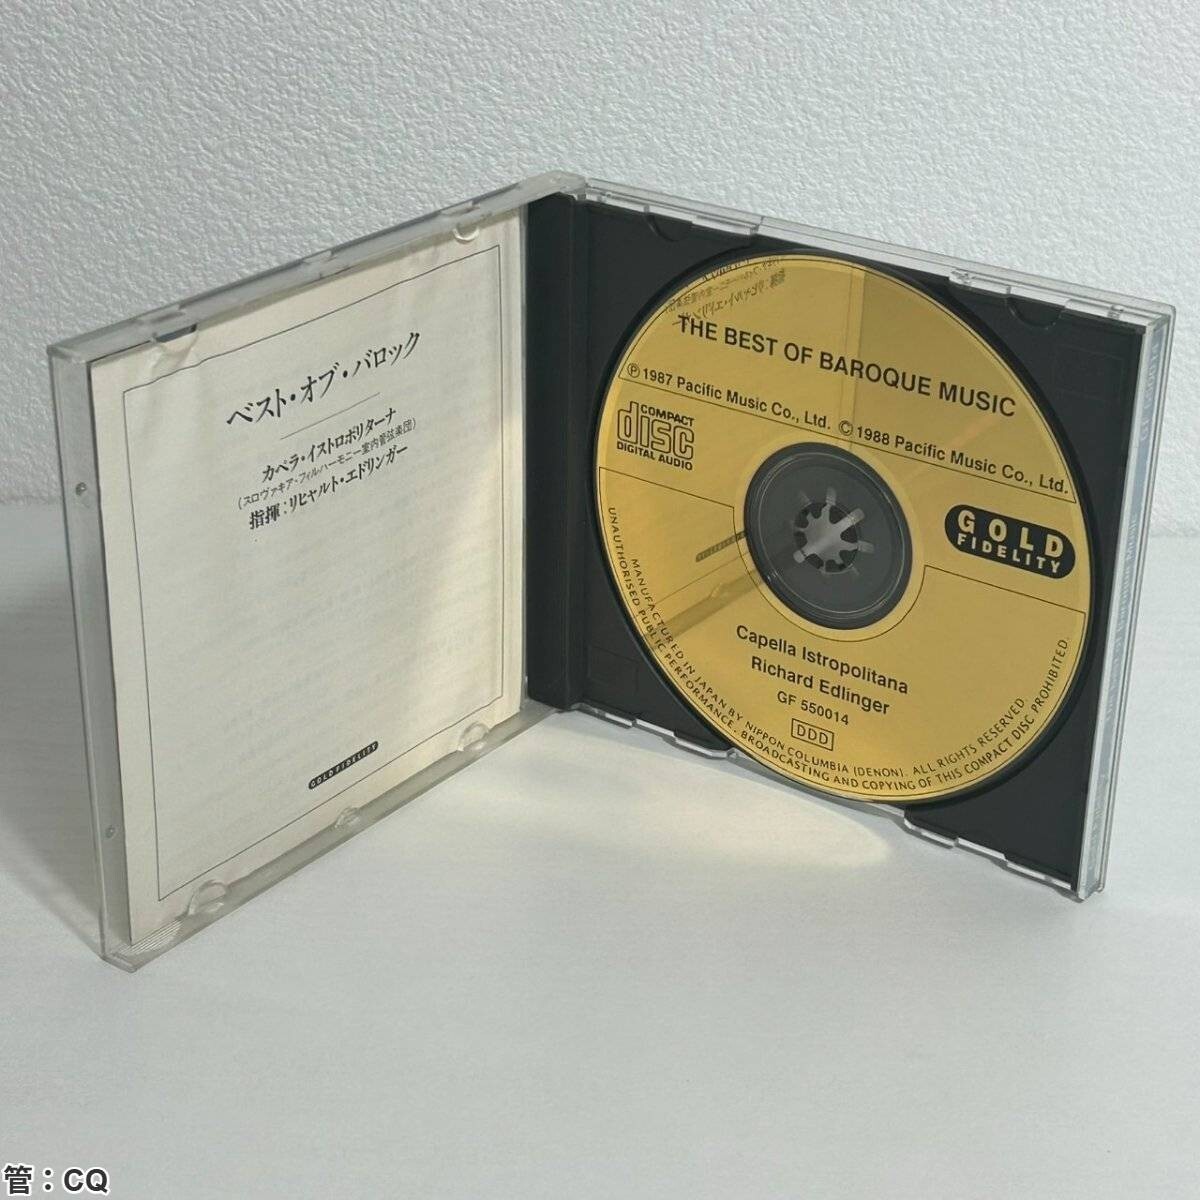 ベスト・オブ・バロック
カペラ・イストロポリターナ
(スロヴァキア・フィルハーモニー室内管弦楽団)
指揮：リヒャルト・エドリンガー
GOLD FIDELITY
THE BEST OF BAROQUE MUSIC
℗ 1987 Pacific Music Co., Ltd. © 1988 Pacific Music Co., Ltd.
COMPACT
disc
DIGITAL AUDIO
GOLD
FIDELITY
Capella Istropolitana
Richard Edlinger
GF 550014
DDD
MANUFACTURED IN JAPAN BY NIPPON COLUMBIA (DENON). ALL RIGHTS RESERVED.
UNAUTHORISED PUBLIC PERFORMANCE, BROADCASTING AND COPYING OF THIS COMPACT DISC PROHIBITED.
管：CQ